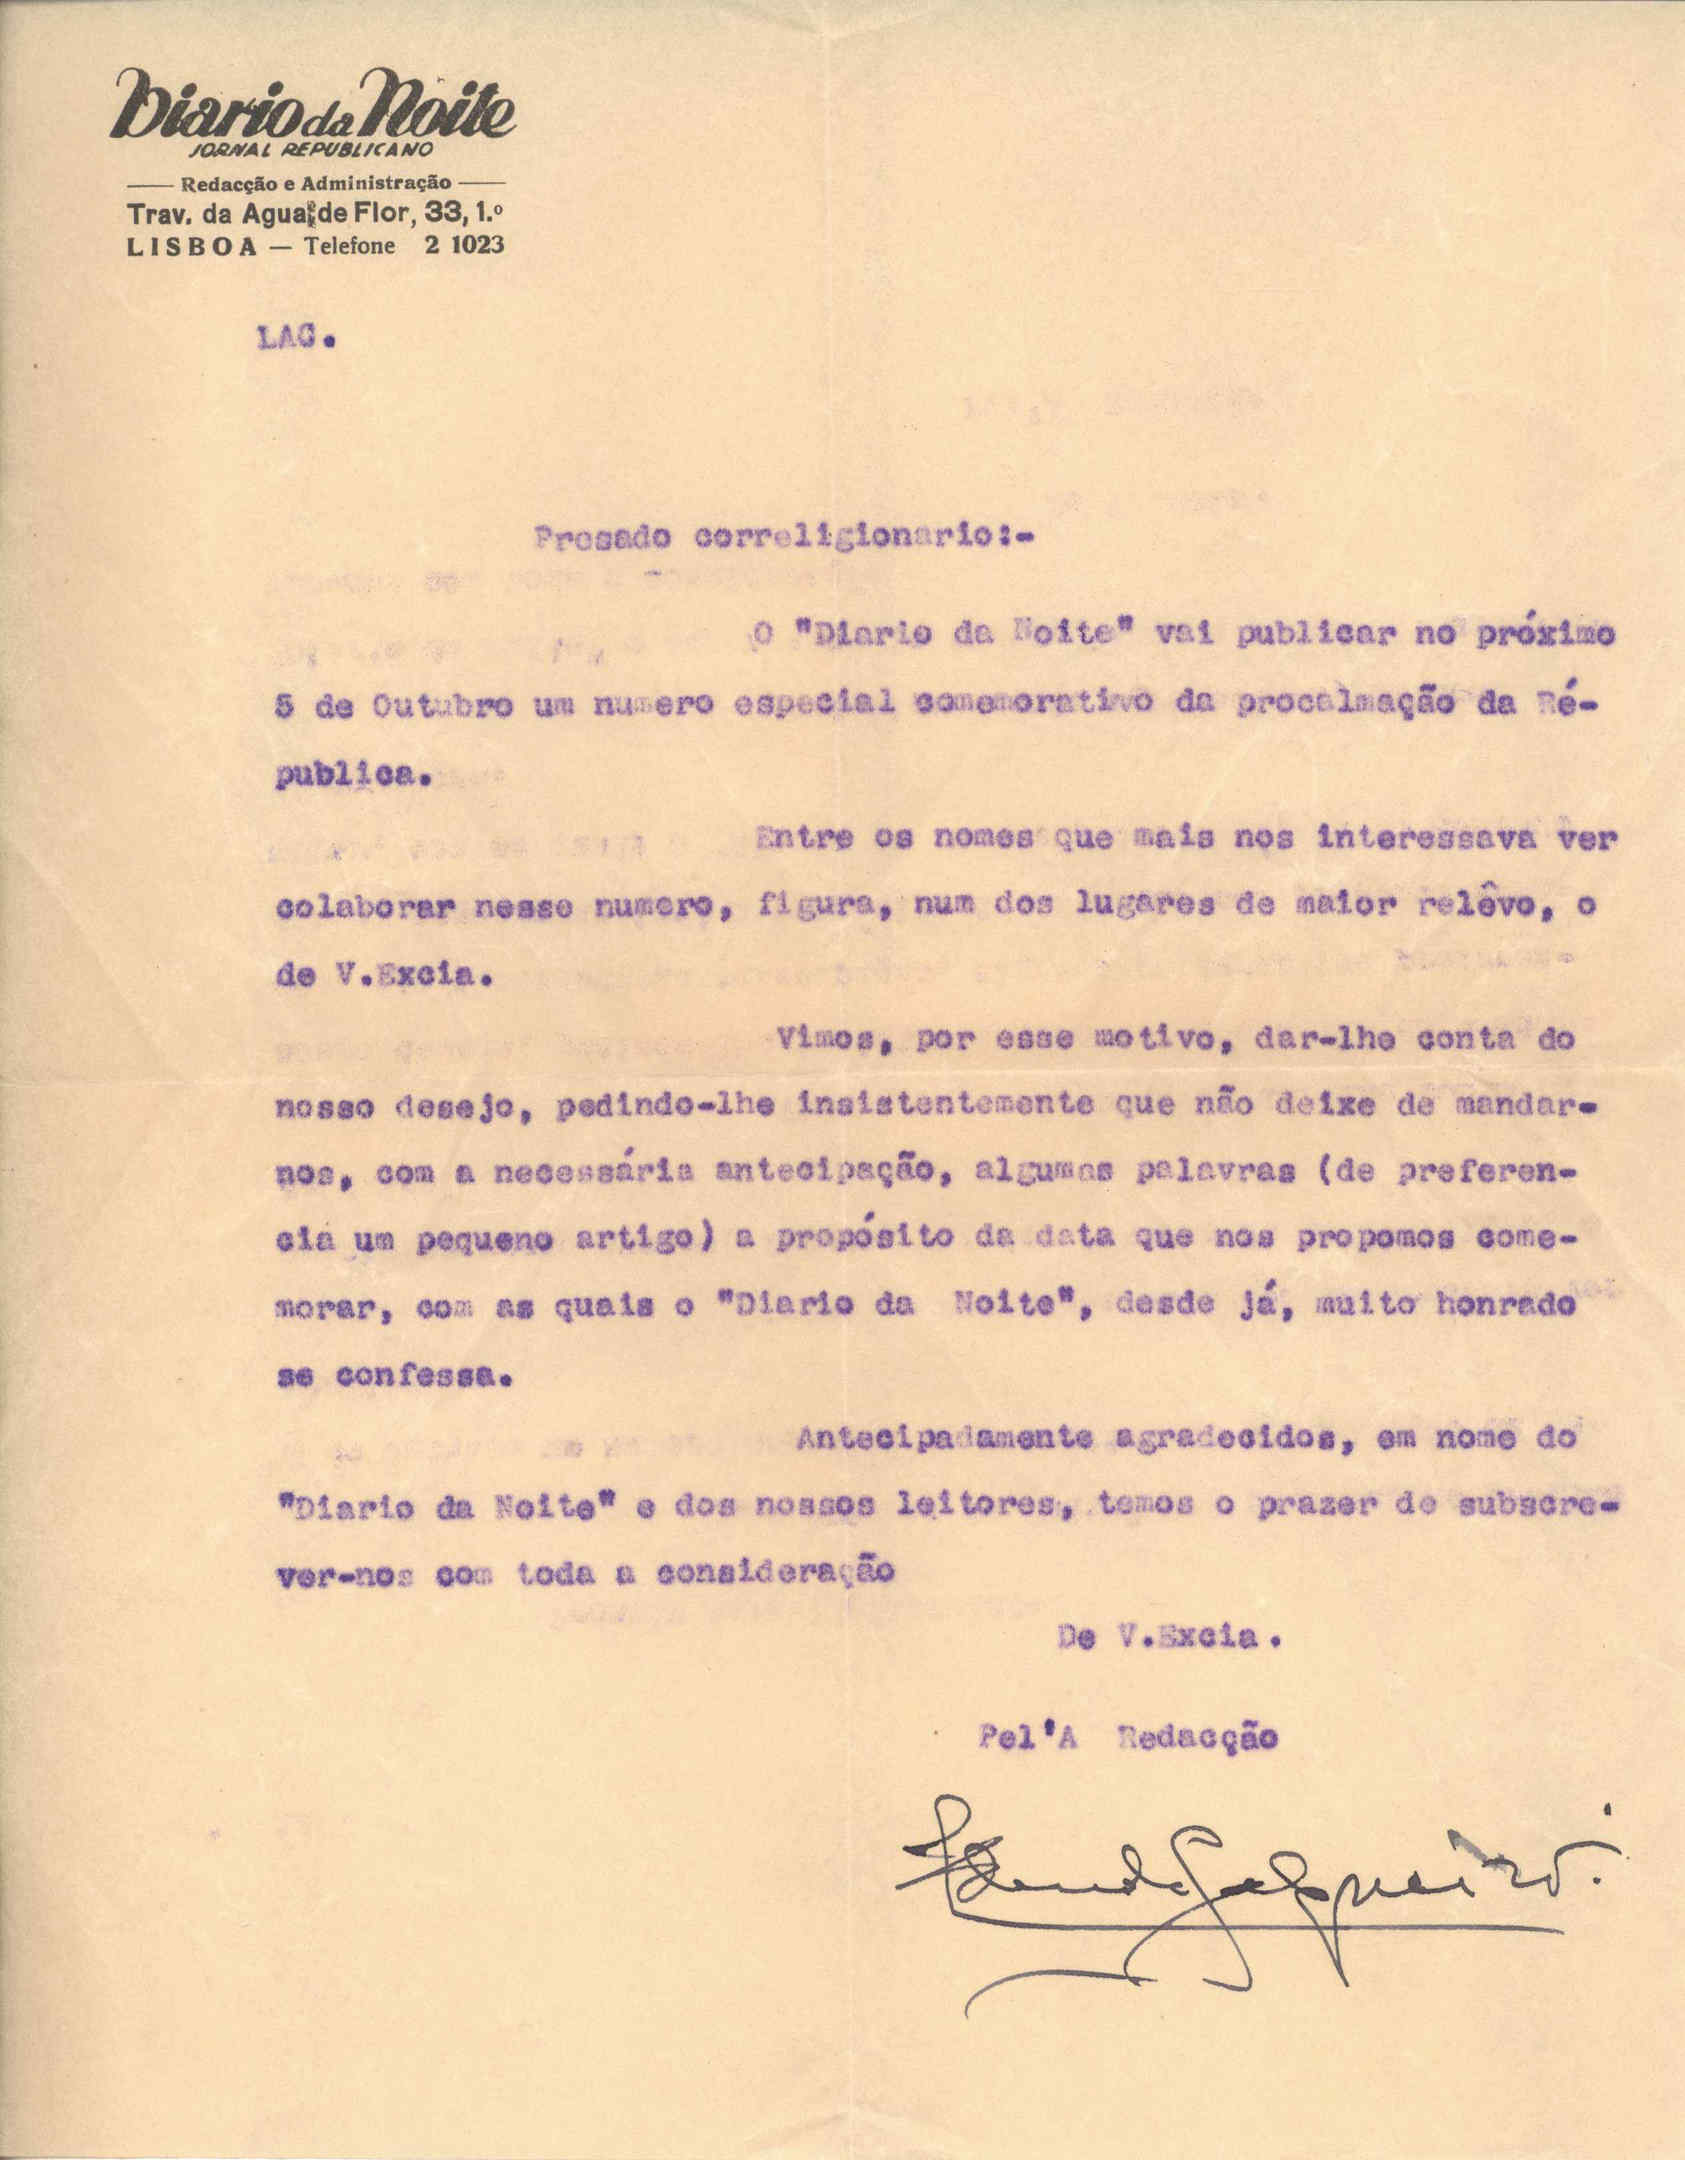 Diario da Noite
JORNAL REPUBLICANO
Redacção e Administração
Trav. da Agua de Flor, 33, 1.º
LISBOA — Telefone 2 1023
LAG.
Presado correligionario:-
O "Diario da Noite" vai publicar no próximo
5 de Outubro um numero especial comemorativo da procalmação da Ré-
publica.
Entre os nomes que mais nos interessava ver
colaborar nesse numero, figura, num dos lugares de maior relêvo, o
de V.Excia.
Vimos, por esse motivo, dar-lhe conta do
nosso desejo, pedindo-lhe insistentemente que não deixe de mandar-
nos, com a necessária antecipação, algumas palavras (de preferen-
cia um pequeno artigo) a propósito da data que nos propomos come-
morar, com as quais o "Diario da Noite", desde já, muito honrado
se confessa.
Antecipadamente agradecidos, em nome do
"Diario da Noite" e dos nossos leitores, temos o prazer de subscre-
ver-nos com toda a consideração
De V.Excia.
Pel'A Redacção